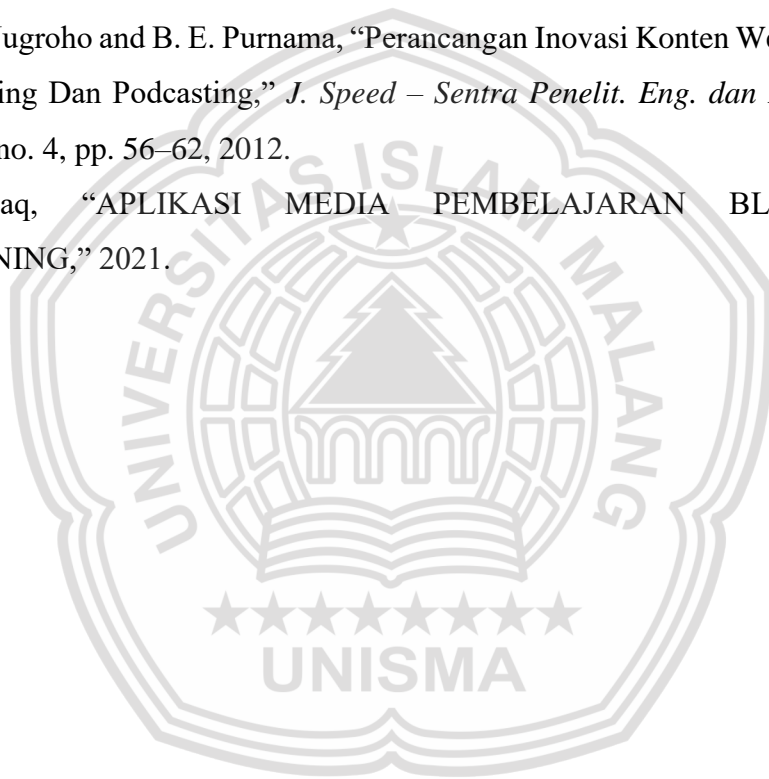 ugroho and B. E. Purnama, “Perancangan Inovasi Konten We
ing Dan Podcasting,” J. Speed – Sentra Penelit. Eng. dan
no. 4, pp. 56–62, 2012.
aq, “APLIKASI MEDIA PEMBELAJARAN BL
NING,” 2021.
UNIVERSITAS ISLAM MALANG
UNISMA